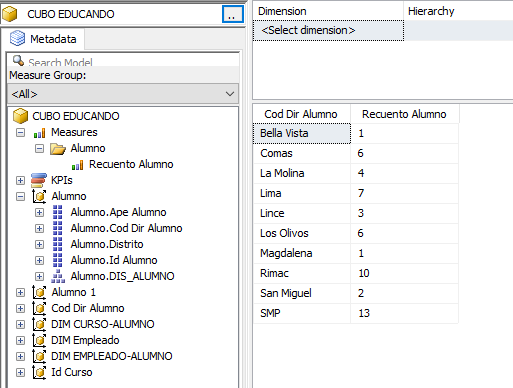 CUBO EDUCANDO
..
Metadata
Search Model
Measure Group:
<All>
CUBO EDUCANDO
Measures
Alumno
Recuento Alumno
KPIs
Alumno
Alumno.Ape Alumno
Alumno.Cod Dir Alumno
Alumno.Distrito
Alumno.Id Alumno
Alumno.DIS_ALUMNO
Alumno 1
Cod Dir Alumno
DIM CURSO-ALUMNO
DIM Empleado
DIM EMPLEADO-ALUMNO
Id Curso
Dimension Hierarchy
<Select dimension>
Cod Dir Alumno Recuento Alumno
Bella Vista 1
Comas 6
La Molina 4
Lima 7
Lince 3
Los Olivos 6
Magdalena 1
Rimac 10
San Miguel 2
SMP 13